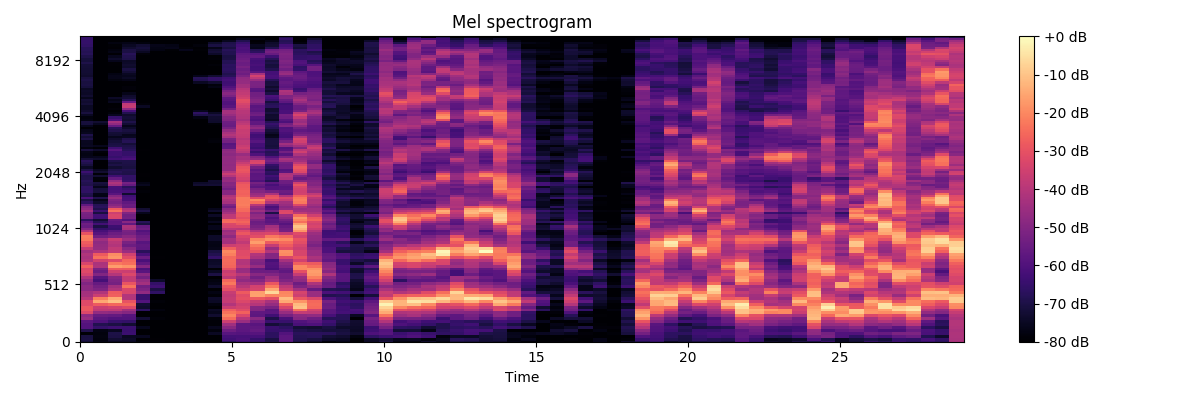 Mel spectrogram
8192
4096
2048
1024
512
0
Hz
0 5 10 15 20 25
Time
+0 dB
-10 dB
-20 dB
-30 dB
-40 dB
-50 dB
-60 dB
-70 dB
-80 dB